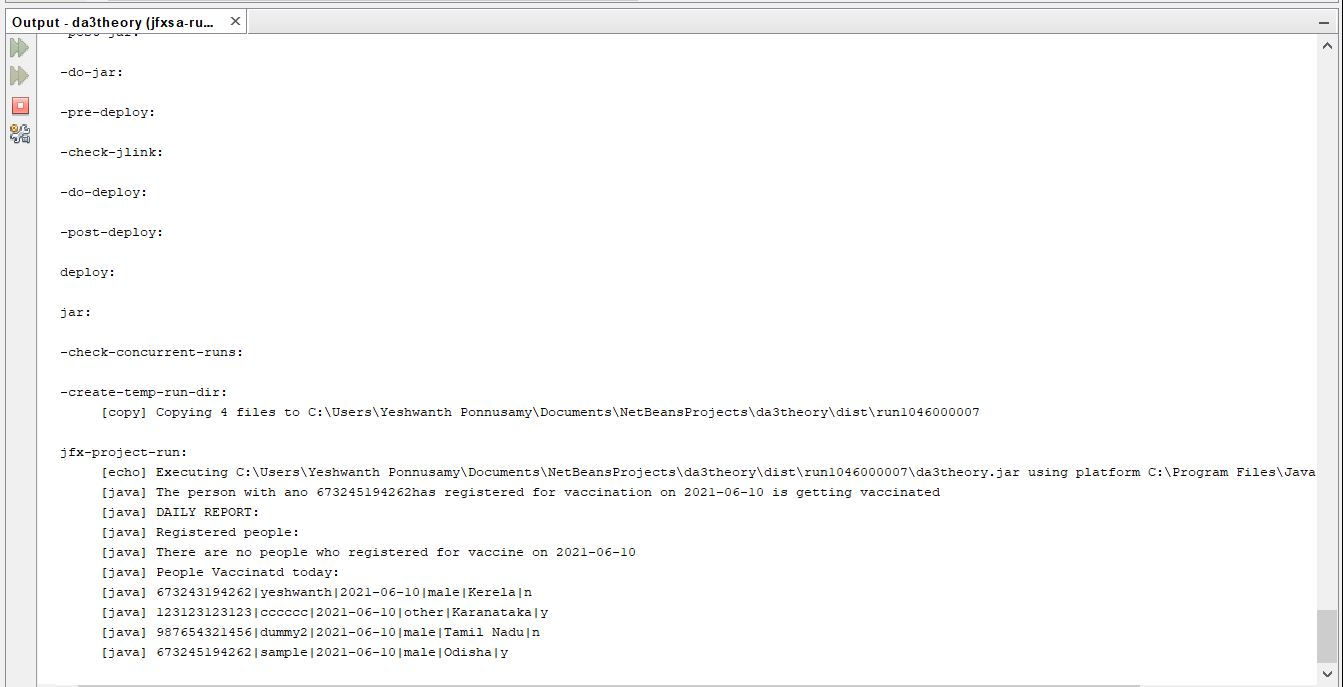 Output - da3theory (jfxsa-ru...
-post-jar:
-do-jar:
-pre-deploy:
-check-jlink:
-do-deploy:
-post-deploy:
deploy:
jar:
-check-concurrent-runs:
-create-temp-run-dir:
[copy] Copying 4 files to C:\Users\Yeshwanth Ponnusamy\Documents\NetBeansProjects\da3theory\dist\run1046000007
jfx-project-run:
[echo] Executing C:\Users\Yeshwanth Ponnusamy\Documents\NetBeansProjects\da3theory\dist\run1046000007\da3theory.jar using platform C:\Program Files\Java
[java] The person with ano 673245194262has registered for vaccination on 2021-06-10 is getting vaccinated
[java] DAILY REPORT:
[java] Registered people:
[java] There are no people who registered for vaccine on 2021-06-10
[java] People Vaccinatd today:
[java] 673243194262|yeshwanth|2021-06-10|male|Kerela|n
[java] 123123123123|cccccc|2021-06-10|other|Karanataka|y
[java] 987654321456|dummy2|2021-06-10|male|Tamil Nadu|n
[java] 673245194262|sample|2021-06-10|male|Odisha|y